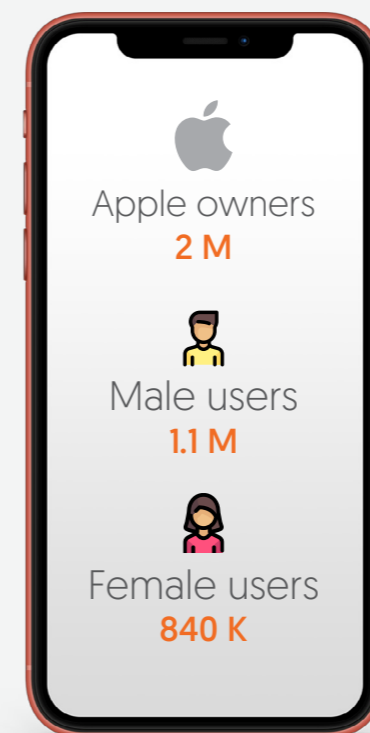 Apple owners
2 M
Male users
1.1 M
Female users
840 K